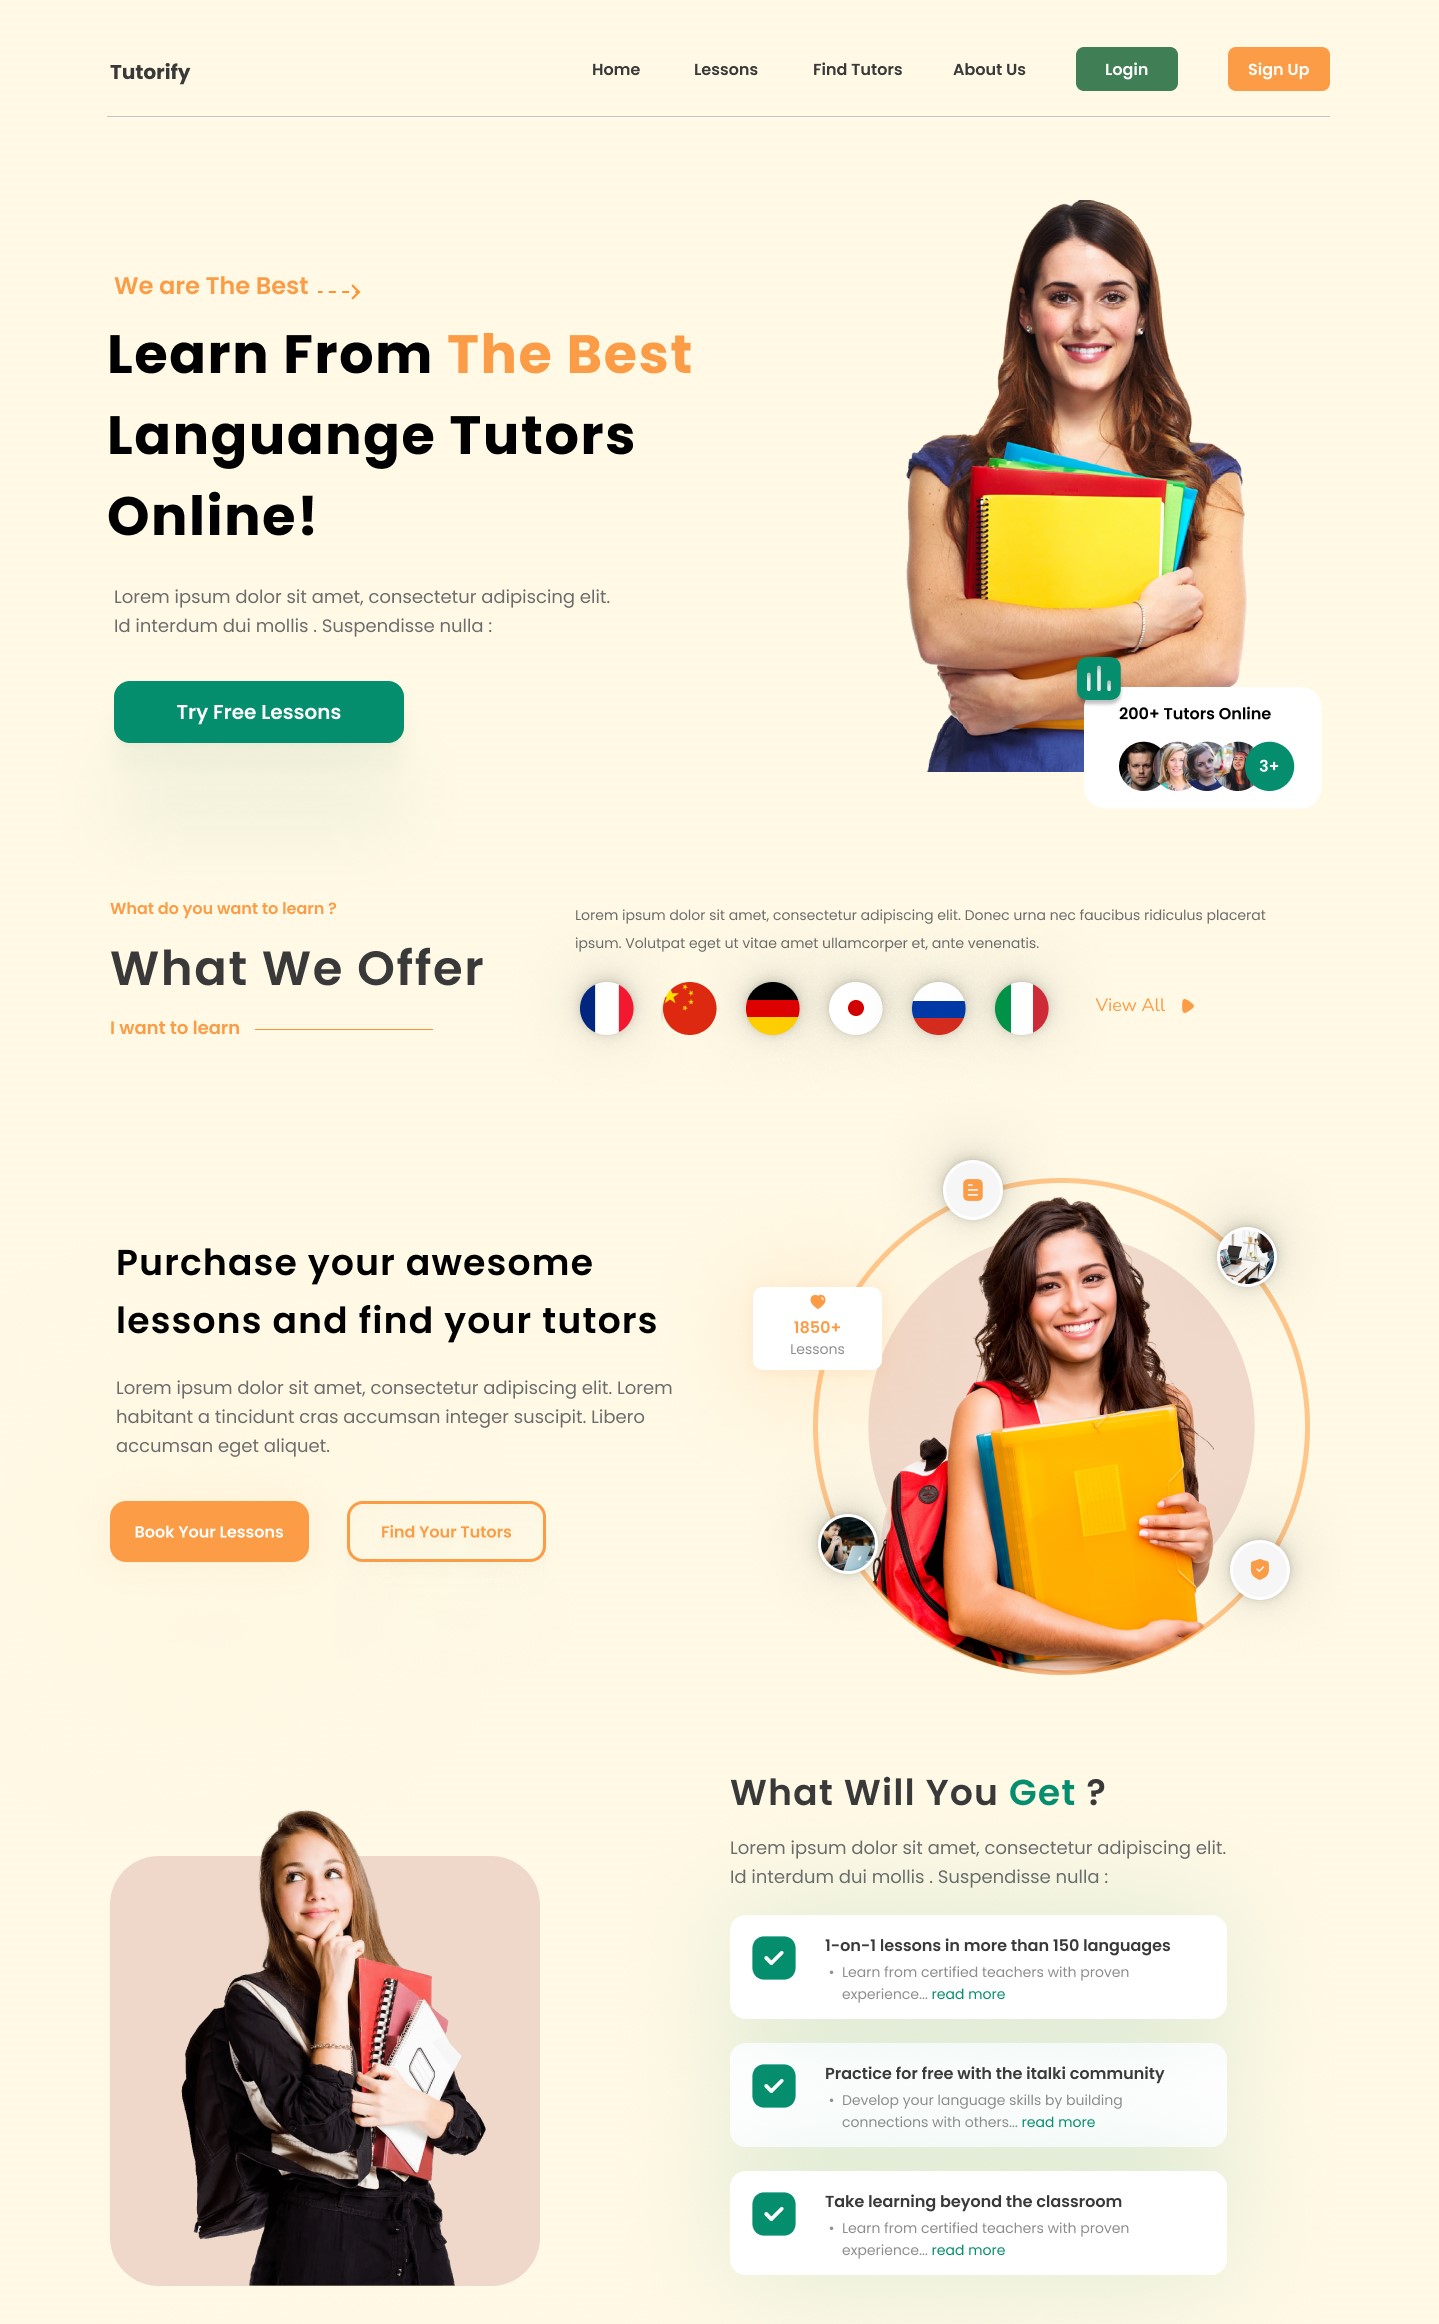 Tutorify
Home
Lessons
Find Tutors
About Us
Login
Sign Up
We are The Best
Learn From The Best
Languange Tutors
Online!
Lorem ipsum dolor sit amet, consectetur adipiscing elit.
Id interdum dui mollis . Suspendisse nulla :
Try Free Lessons
200+ Tutors Online
3+
What do you want to learn ?
What We Offer
I want to learn
Lorem ipsum dolor sit amet, consectetur adipiscing elit. Donec urna nec faucibus ridiculus placerat
ipsum. Volutpat eget ut vitae amet ullamcorper et, ante venenatis.
View All
Purchase your awesome
lessons and find your tutors
Lorem ipsum dolor sit amet, consectetur adipiscing elit. Lorem
habitant a tincidunt cras accumsan integer suscipit. Libero
accumsan eget aliquet.
Book Your Lessons
Find Your Tutors
1850+
Lessons
What Will You Get ?
Lorem ipsum dolor sit amet, consectetur adipiscing elit.
Id interdum dui mollis . Suspendisse nulla :
1-on-1 lessons in more than 150 languages
• Learn from certified teachers with proven
experience... read more
Practice for free with the italki community
• Develop your language skills by building
connections with others... read more
Take learning beyond the classroom
• Learn from certified teachers with proven
experience... read more